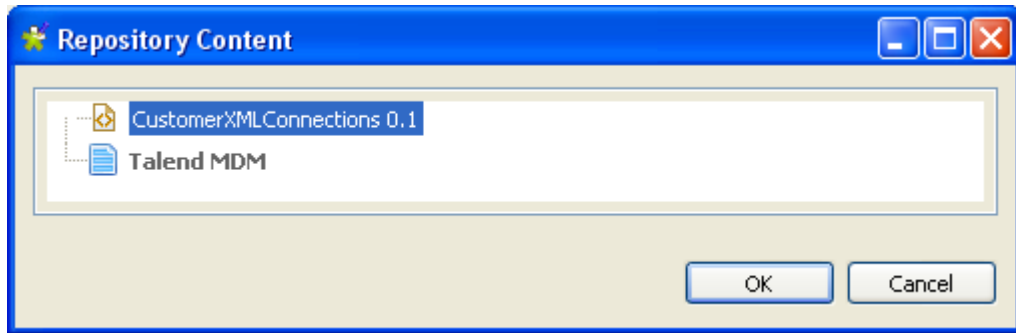 Repository Content
CustomerXMLConnections 0.1
Talend MDM
OK
Cancel